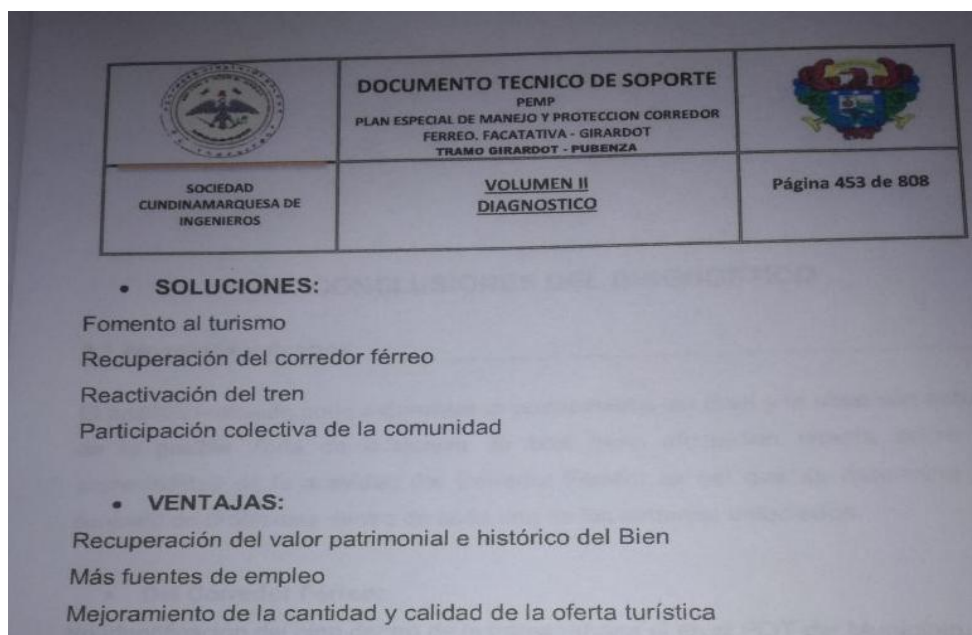 DOCUMENTO TECNICO DE SOPORTE
PEMP
PLAN ESPECIAL DE MANEJO Y PROTECCION CORREDOR
FERREO. FACATATIVA - GIRARDOT
TRAMO GIRARDOT - PUBENZA
SOCIEDAD
CUNDINAMARQUESA DE
INGENIEROS
VOLUMEN II
DIAGNOSTICO
Página 453 de 808
• SOLUCIONES:
Fomento al turismo
Recuperación del corredor férreo
Reactivación del tren
Participación colectiva de la comunidad
• VENTAJAS:
Recuperación del valor patrimonial e histórico del Bien
Más fuentes de empleo
Mejoramiento de la cantidad y calidad de la oferta turística